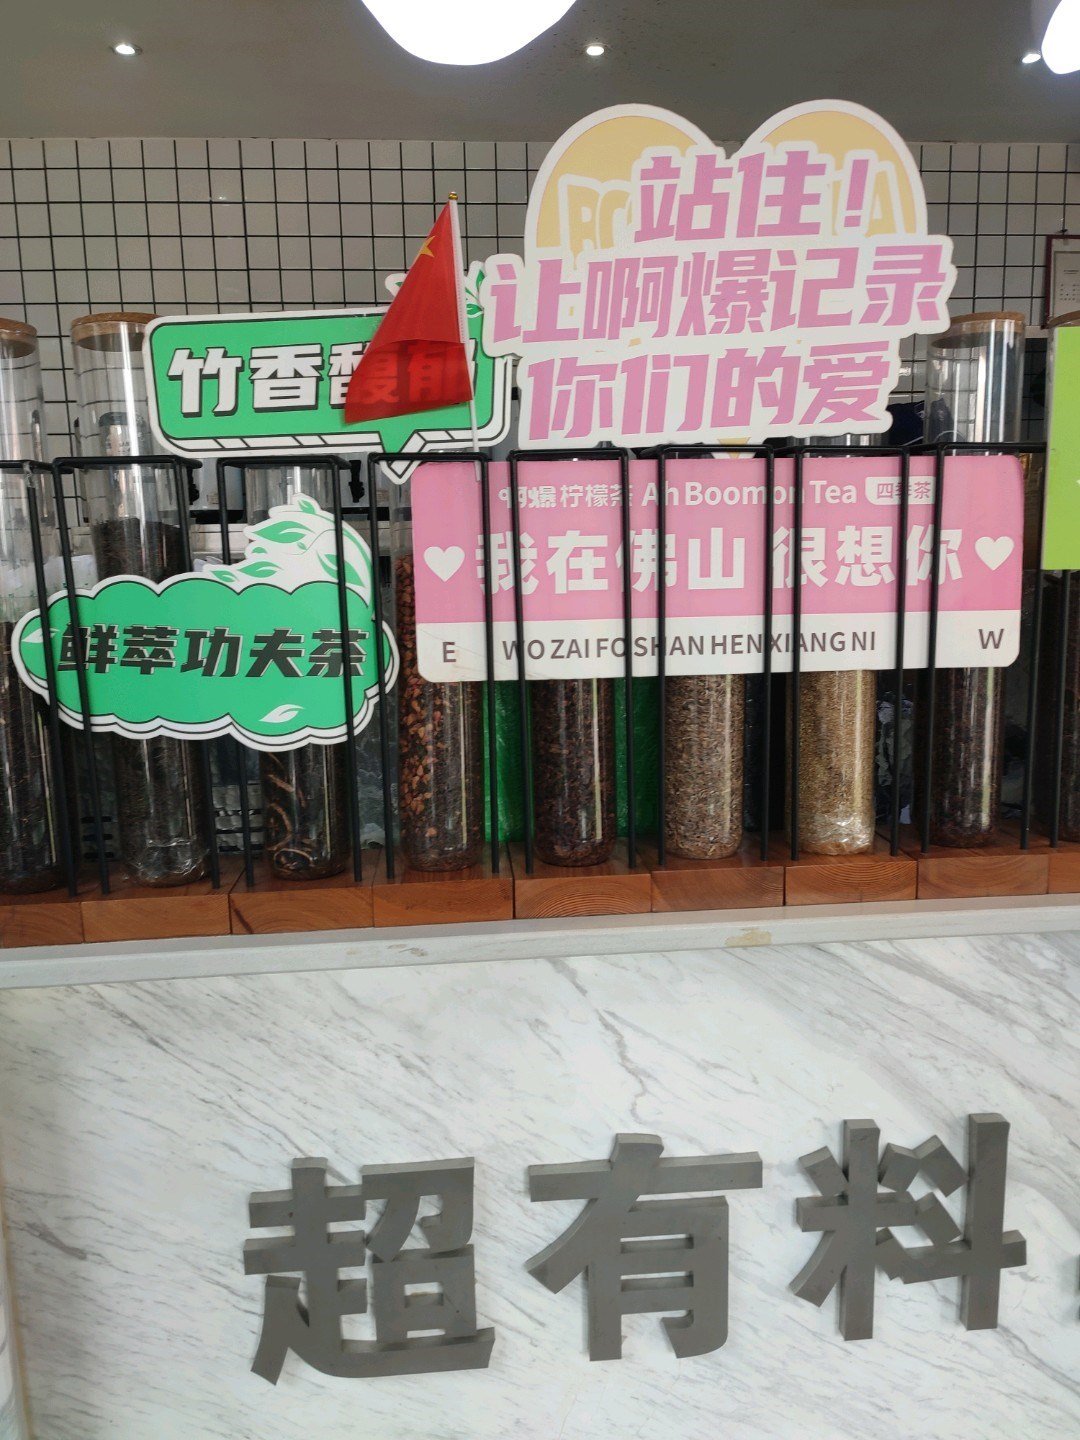 站住!
让啊爆记录
你们的爱
竹香馥郁
啊爆柠檬茶 Ah Boomon Tea 四季茶
我在佛山 很想你
E WO ZAI FO SHAN HEN XIANG NI W
鲜萃功夫茶
超有料